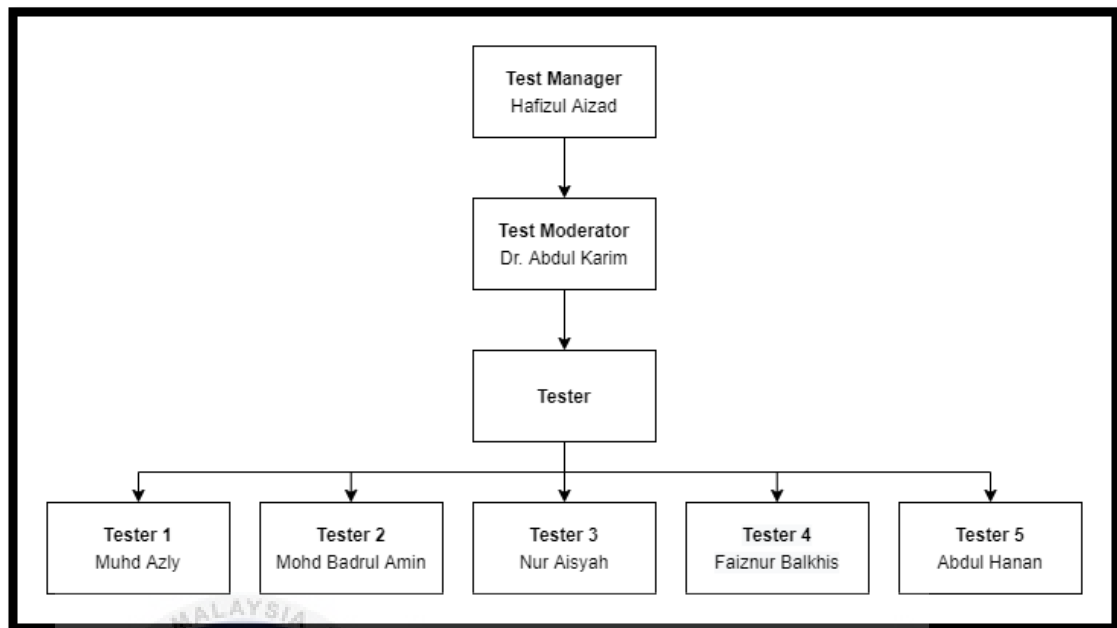 Test Manager
Hafizul Aizad
Test Moderator
Dr. Abdul Karim
Tester
Tester 1
Muhd Azly
Tester 2
Mohd Badrul Amin
Tester 3
Nur Aisyah
Tester 4
Faiznur Balkhis
Tester 5
Abdul Hanan
MALAYSIA